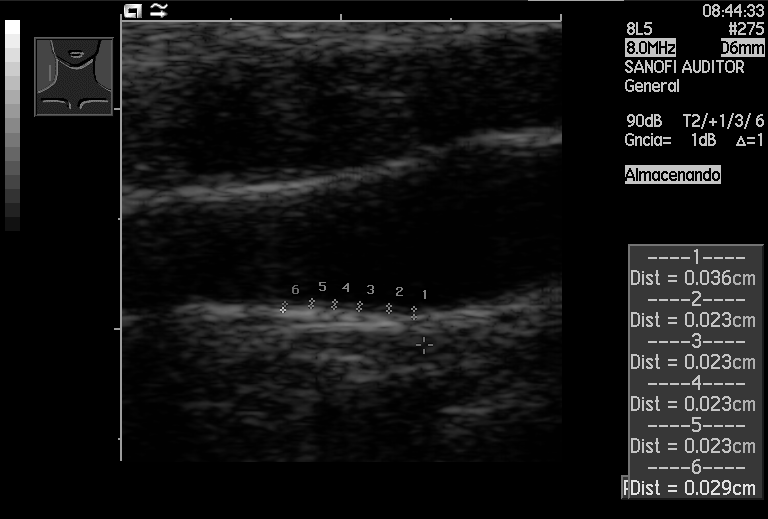 08:44:33
8L5 #275
8.0MHz 06mm
SANOFI AUDITOR
General
90dB T2/+1/3/ 6
Gncia= 1dB Δ=1
Almacenando
6 5 4 3 2 1
----1----
Dist = 0.036cm
----2----
Dist = 0.023cm
----3----
Dist = 0.023cm
----4----
Dist = 0.023cm
----5----
Dist = 0.023cm
----6----
Dist = 0.029cm